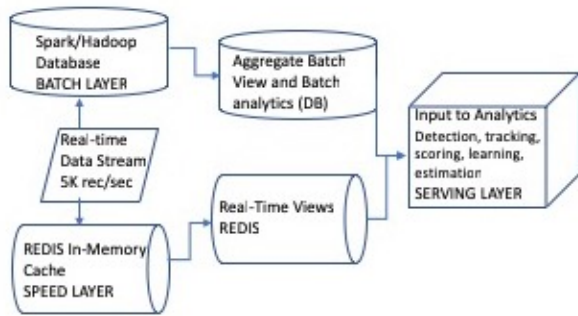 Spark/Hadoop
Database
BATCH LAYER
Aggregate Batch
View and Batch
analytics (DB)
Input to Analytics
Detection, tracking,
scoring, learning,
estimation
SERVING LAYER
Real-time
Data Stream
5K rec/sec
Real-Time Views
REDIS
REDIS In-Memory
Cache
SPEED LAYER